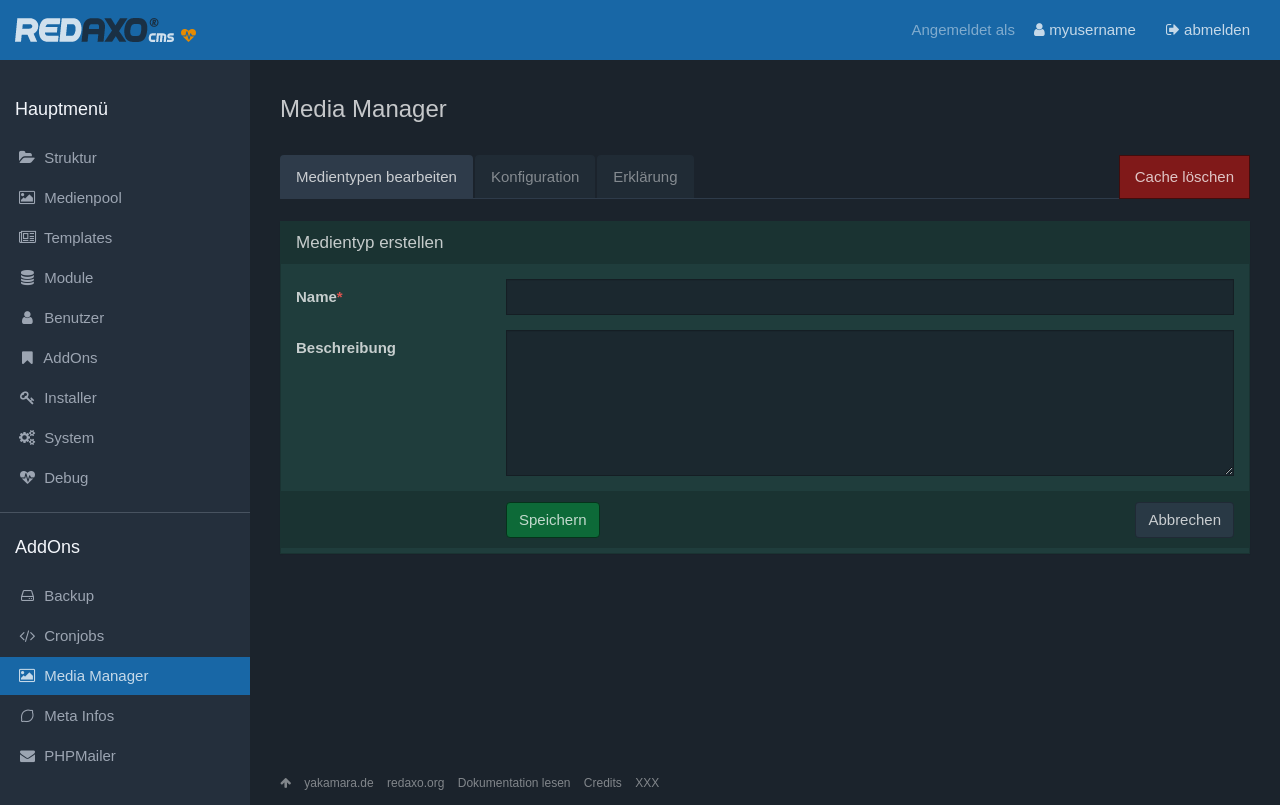 REDAXO® cms
Angemeldet als myusername abmelden
Hauptmenü
Struktur
Medienpool
Templates
Module
Benutzer
AddOns
Installer
System
Debug
AddOns
Backup
Cronjobs
Media Manager
Meta Infos
PHPMailer
Media Manager
Medientypen bearbeiten Konfiguration Erklärung Cache löschen
Medientyp erstellen
Name*
Beschreibung
Speichern Abbrechen
yakamara.de redaxo.org Dokumentation lesen Credits XXX